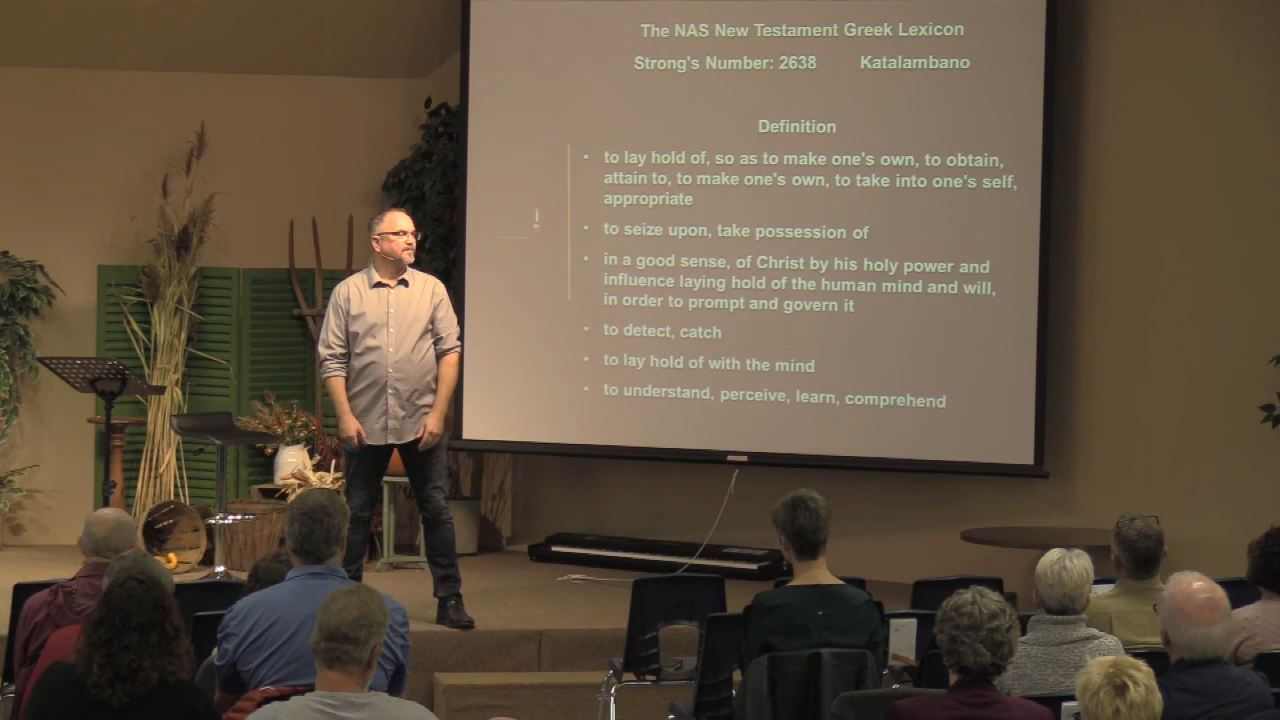 The NAS New Testament Greek Lexicon
Strong's Number: 2638 Katalambano
Definition
• to lay hold of, so as to make one's own, to obtain,
attain to, to make one's own, to take into one's self,
appropriate
• to seize upon, take possession of
• in a good sense, of Christ by his holy power and
influence laying hold of the human mind and will,
in order to prompt and govern it
• to detect, catch
• to lay hold of with the mind
• to understand, perceive, learn, comprehend